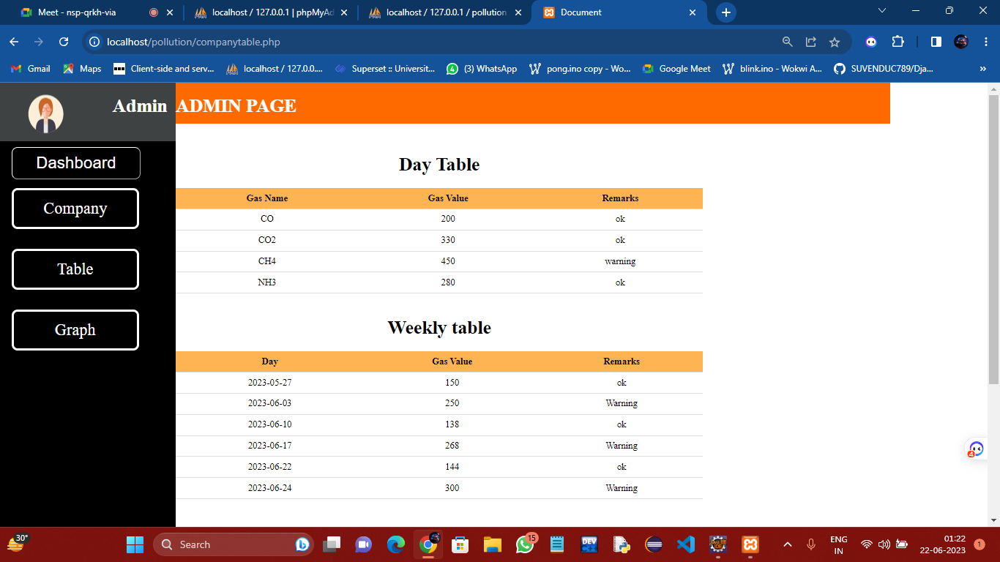 Meet - nsp-qrkh-via
localhost / 127.0.0.1 | phpMyAd
localhost / 127.0.0.1 / pollution
Document
localhost/pollution/companytable.php
Gmail
Maps
Client-side and serv...
localhost / 127.0.0....
Superset :: Universit...
4 (3) WhatsApp
pong.ino copy - Wo...
Google Meet
blink.ino - Wokwi A...
SUVENDUC789/Dja...
»
Admin
ADMIN PAGE
Dashboard
Company
Table
Graph
Day Table
Gas Name Gas Value Remarks
CO 200 ok
CO2 330 ok
CH4 450 warning
NH3 280 ok
Weekly table
Day Gas Value Remarks
2023-05-27 150 ok
2023-06-03 250 Warning
2023-06-10 138 ok
2023-06-17 268 Warning
2023-06-22 144 ok
2023-06-24 300 Warning
4
30°
Search
15
DEV
ENG
IN
01:22
22-06-2023
1